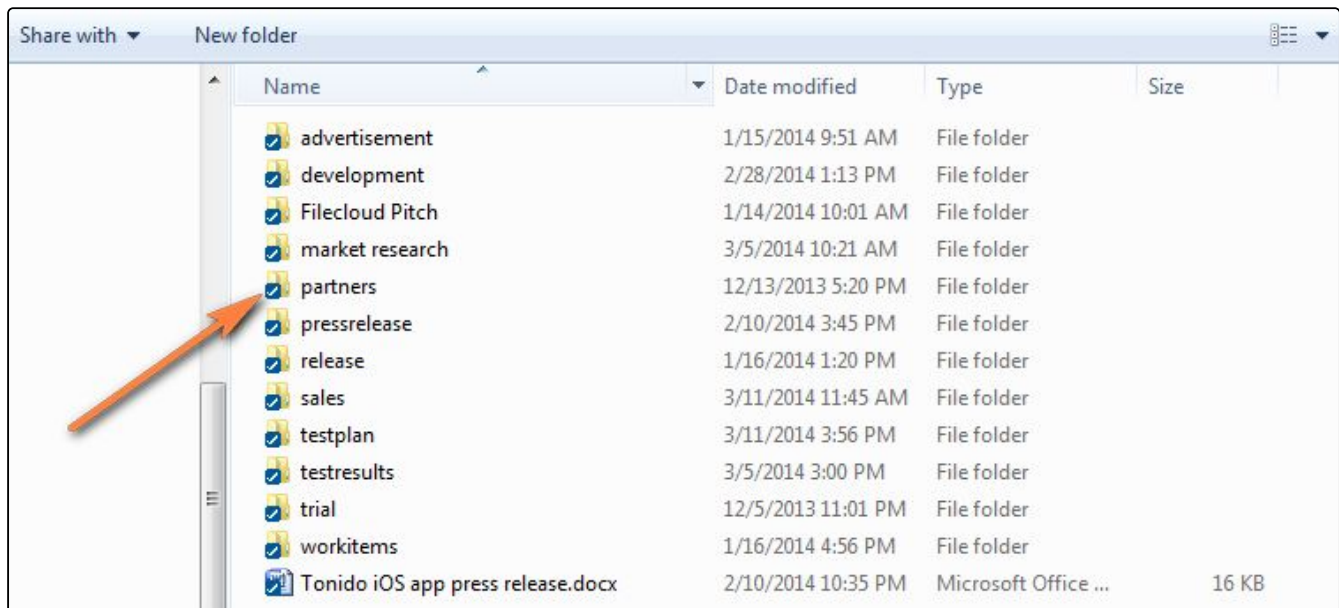 Share with New folder
Name Date modified Type Size
advertisement 1/15/2014 9:51 AM File folder
development 2/28/2014 1:13 PM File folder
Filecloud Pitch 1/14/2014 10:01 AM File folder
market research 3/5/2014 10:21 AM File folder
partners 12/13/2013 5:20 PM File folder
pressrelease 2/10/2014 3:45 PM File folder
release 1/16/2014 1:20 PM File folder
sales 3/11/2014 11:45 AM File folder
testplan 3/11/2014 3:56 PM File folder
testresults 3/5/2014 3:00 PM File folder
trial 12/5/2013 11:01 PM File folder
workitems 1/16/2014 4:56 PM File folder
Tonido iOS app press release.docx 2/10/2014 10:35 PM Microsoft Office ... 16 KB